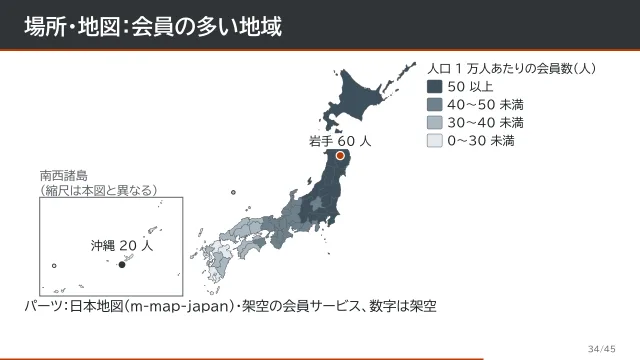 場所・地図：会員の多い地域
人口 1 万人あたりの会員数（人）
50 以上
40～50 未満
30～40 未満
0～30 未満
岩手 60 人
南西諸島
（縮尺は本図と異なる）
沖縄 20 人
パーツ：日本地図（m-map-japan）・架空の会員サービス、数字は架空
34/45